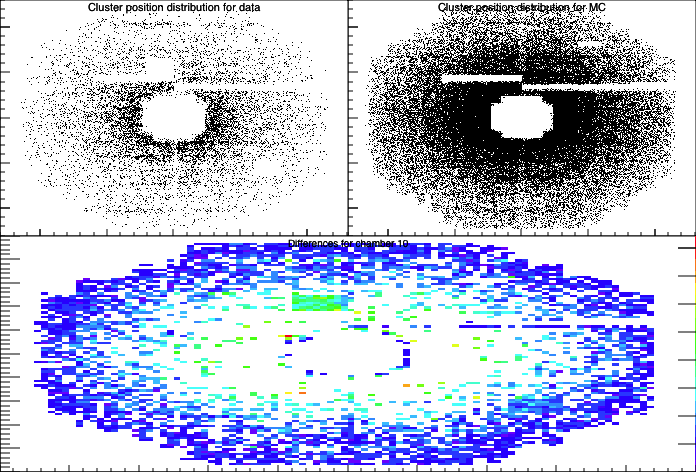 Cluster position distribution for data
Cluster position distribution for MC
Differences for chamber 10